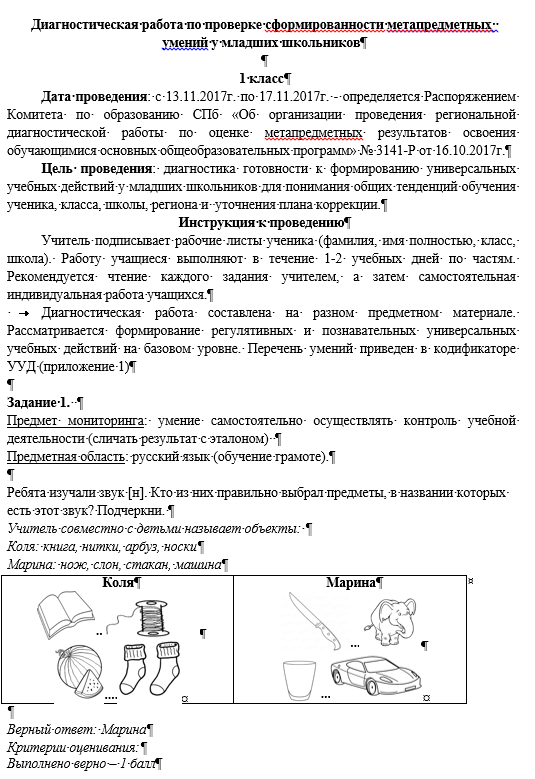 Диагностическая работа по проверке сформированности метапредметных
умений у младших школьников¶
¶
1 класс¶
Дата проведения: с 13.11.2017г. по 17.11.2017г. - определяется Распоряжением
Комитета по образованию СПб «Об организации проведения региональной
диагностической работы по оценке метапредметных результатов освоения
обучающимися основных общеобразовательных программ» № 3141-Р от 16.10.2017г.¶
Цель проведения: диагностика готовности к формированию универсальных
учебных действий у младших школьников для понимания общих тенденций обучения
ученика, класса, школы, региона и уточнения плана коррекции.¶
Инструкция к проведению¶
Учитель подписывает рабочие листы ученика (фамилия, имя полностью, класс,
школа). Работу учащиеся выполняют в течение 1-2 учебных дней по частям.
Рекомендуется чтение каждого задания учителем, а затем самостоятельная
индивидуальная работа учащихся.¶
→ Диагностическая работа составлена на разном предметном материале.
Рассматривается формирование регулятивных и познавательных универсальных
учебных действий на базовом уровне. Перечень умений приведен в кодификаторе
УУД (приложение 1)¶
¶
Задание 1. ¶
Предмет мониторинга: умение самостоятельно осуществлять контроль учебной
деятельности (сличать результат с эталоном) ¶
Предметная область: русский язык (обучение грамоте).¶
¶
Ребята изучали звук [н]. Кто из них правильно выбрал предметы, в названии которых
есть этот звук? Подчеркни. ¶
Учитель совместно с детьми называет объекты: ¶
Коля: книга, нитки, арбуз, носки
Марина: нож, слон, стакан, машина¶
Коля¶ Марина¶
¶
Верный ответ: Марина¶
Критерии оценивания:¶
Выполнено верно – 1 балл¶